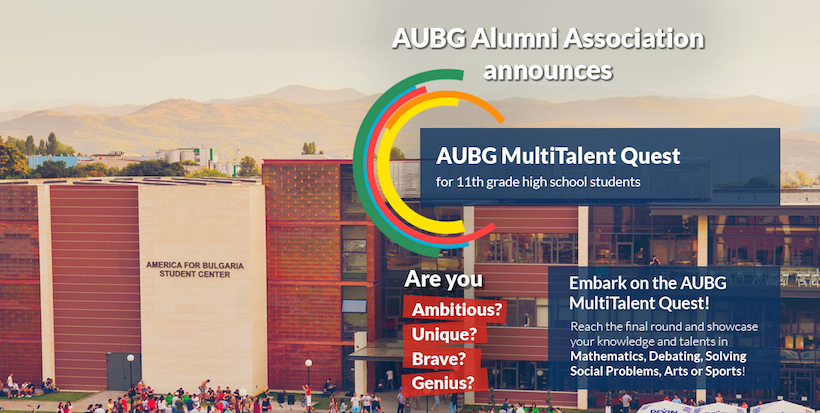 AUBG Alumni Association
announces
AUBG MultiTalent Quest
for 11th grade high school students
AMERICA FOR BULGARIA
STUDENT CENTER
Are you
Ambitious?
Unique?
Brave?
Genius?
Embark on the AUBG
MultiTalent Quest!
Reach the final round and showcase
your knowledge and talents in
Mathematics, Debating, Solving
Social Problems, Arts or Sports!